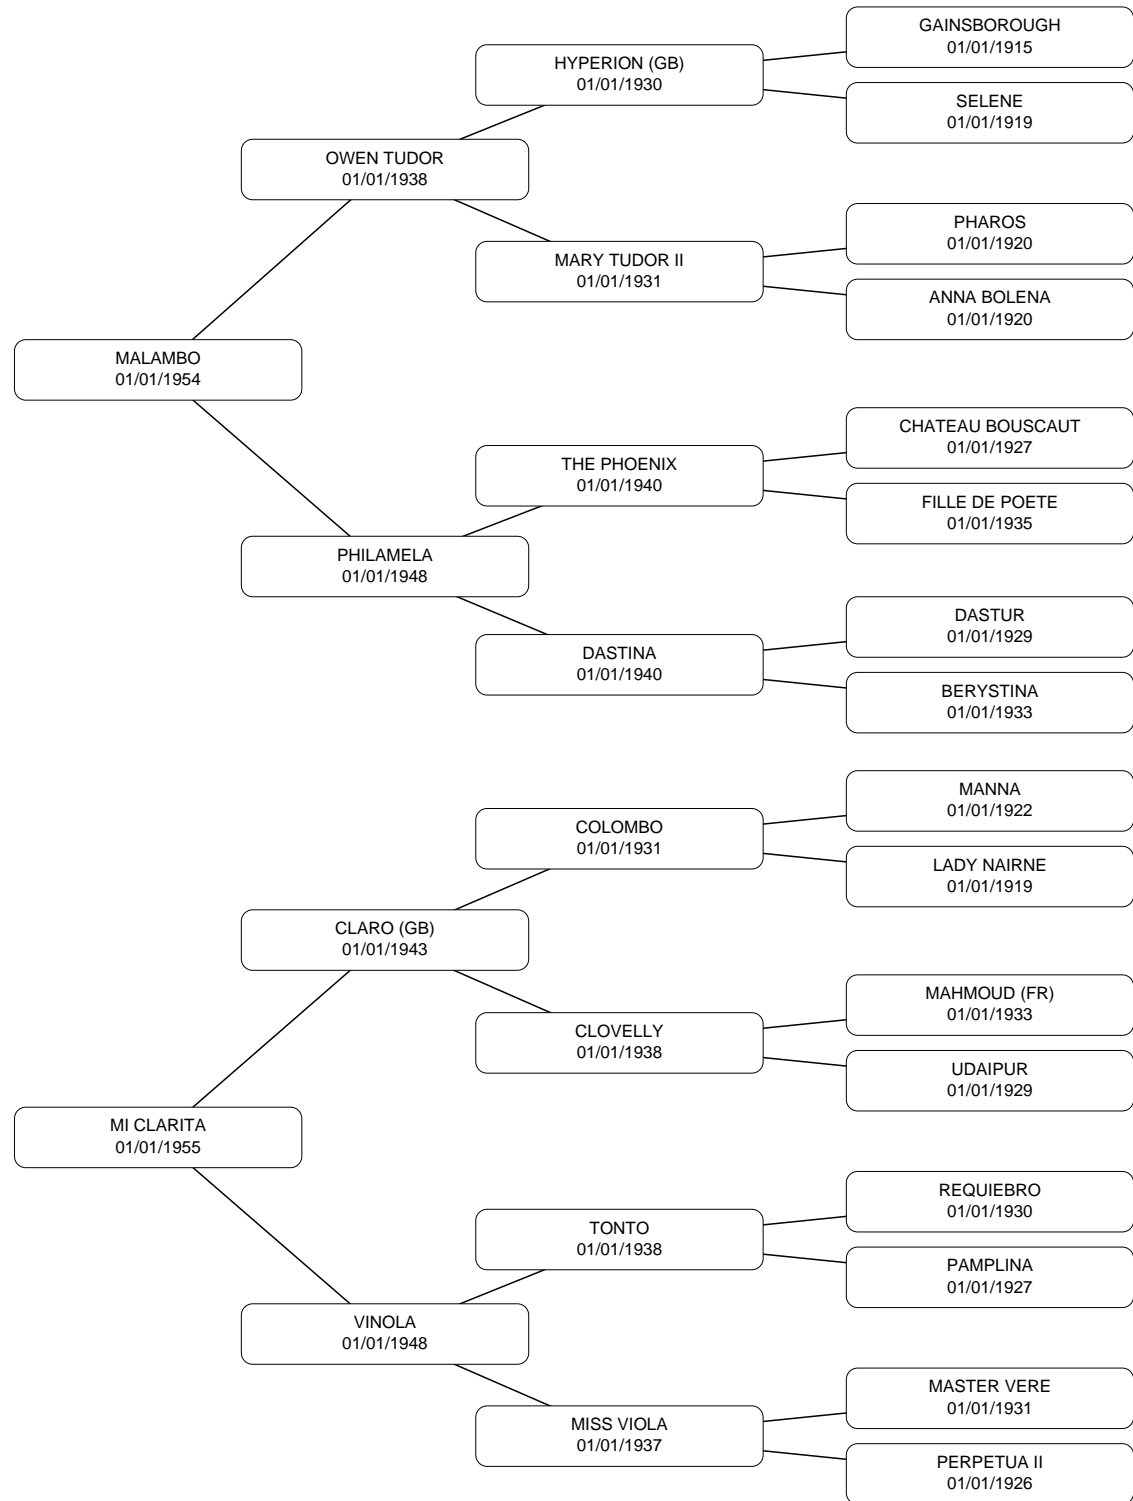 GAINSBOROUGH
01/01/1915
HYPERION (GB)
01/01/1930
SELENE
01/01/1919
OWEN TUDOR
01/01/1938
PHAROS
01/01/1920
MARY TUDOR II
01/01/1931
ANNA BOLENA
01/01/1920
MALAMBO
01/01/1954
CHATEAU BOUSCAUT
01/01/1927
THE PHOENIX
01/01/1940
FILLE DE POETE
01/01/1935
PHILAMELA
01/01/1948
DASTUR
01/01/1929
DASTINA
01/01/1940
BERYSTINA
01/01/1933
MANNA
01/01/1922
COLOMBO
01/01/1931
LADY NAIRNE
01/01/1919
CLARO (GB)
01/01/1943
MAHMOUD (FR)
01/01/1933
CLOVELLY
01/01/1938
UDAIPUR
01/01/1929
MI CLARITA
01/01/1955
REQUIEBRO
01/01/1930
TONTO
01/01/1938
PAMPLINA
01/01/1927
VINOLA
01/01/1948
MASTER VERE
01/01/1931
MISS VIOLA
01/01/1937
PERPETUA II
01/01/1926